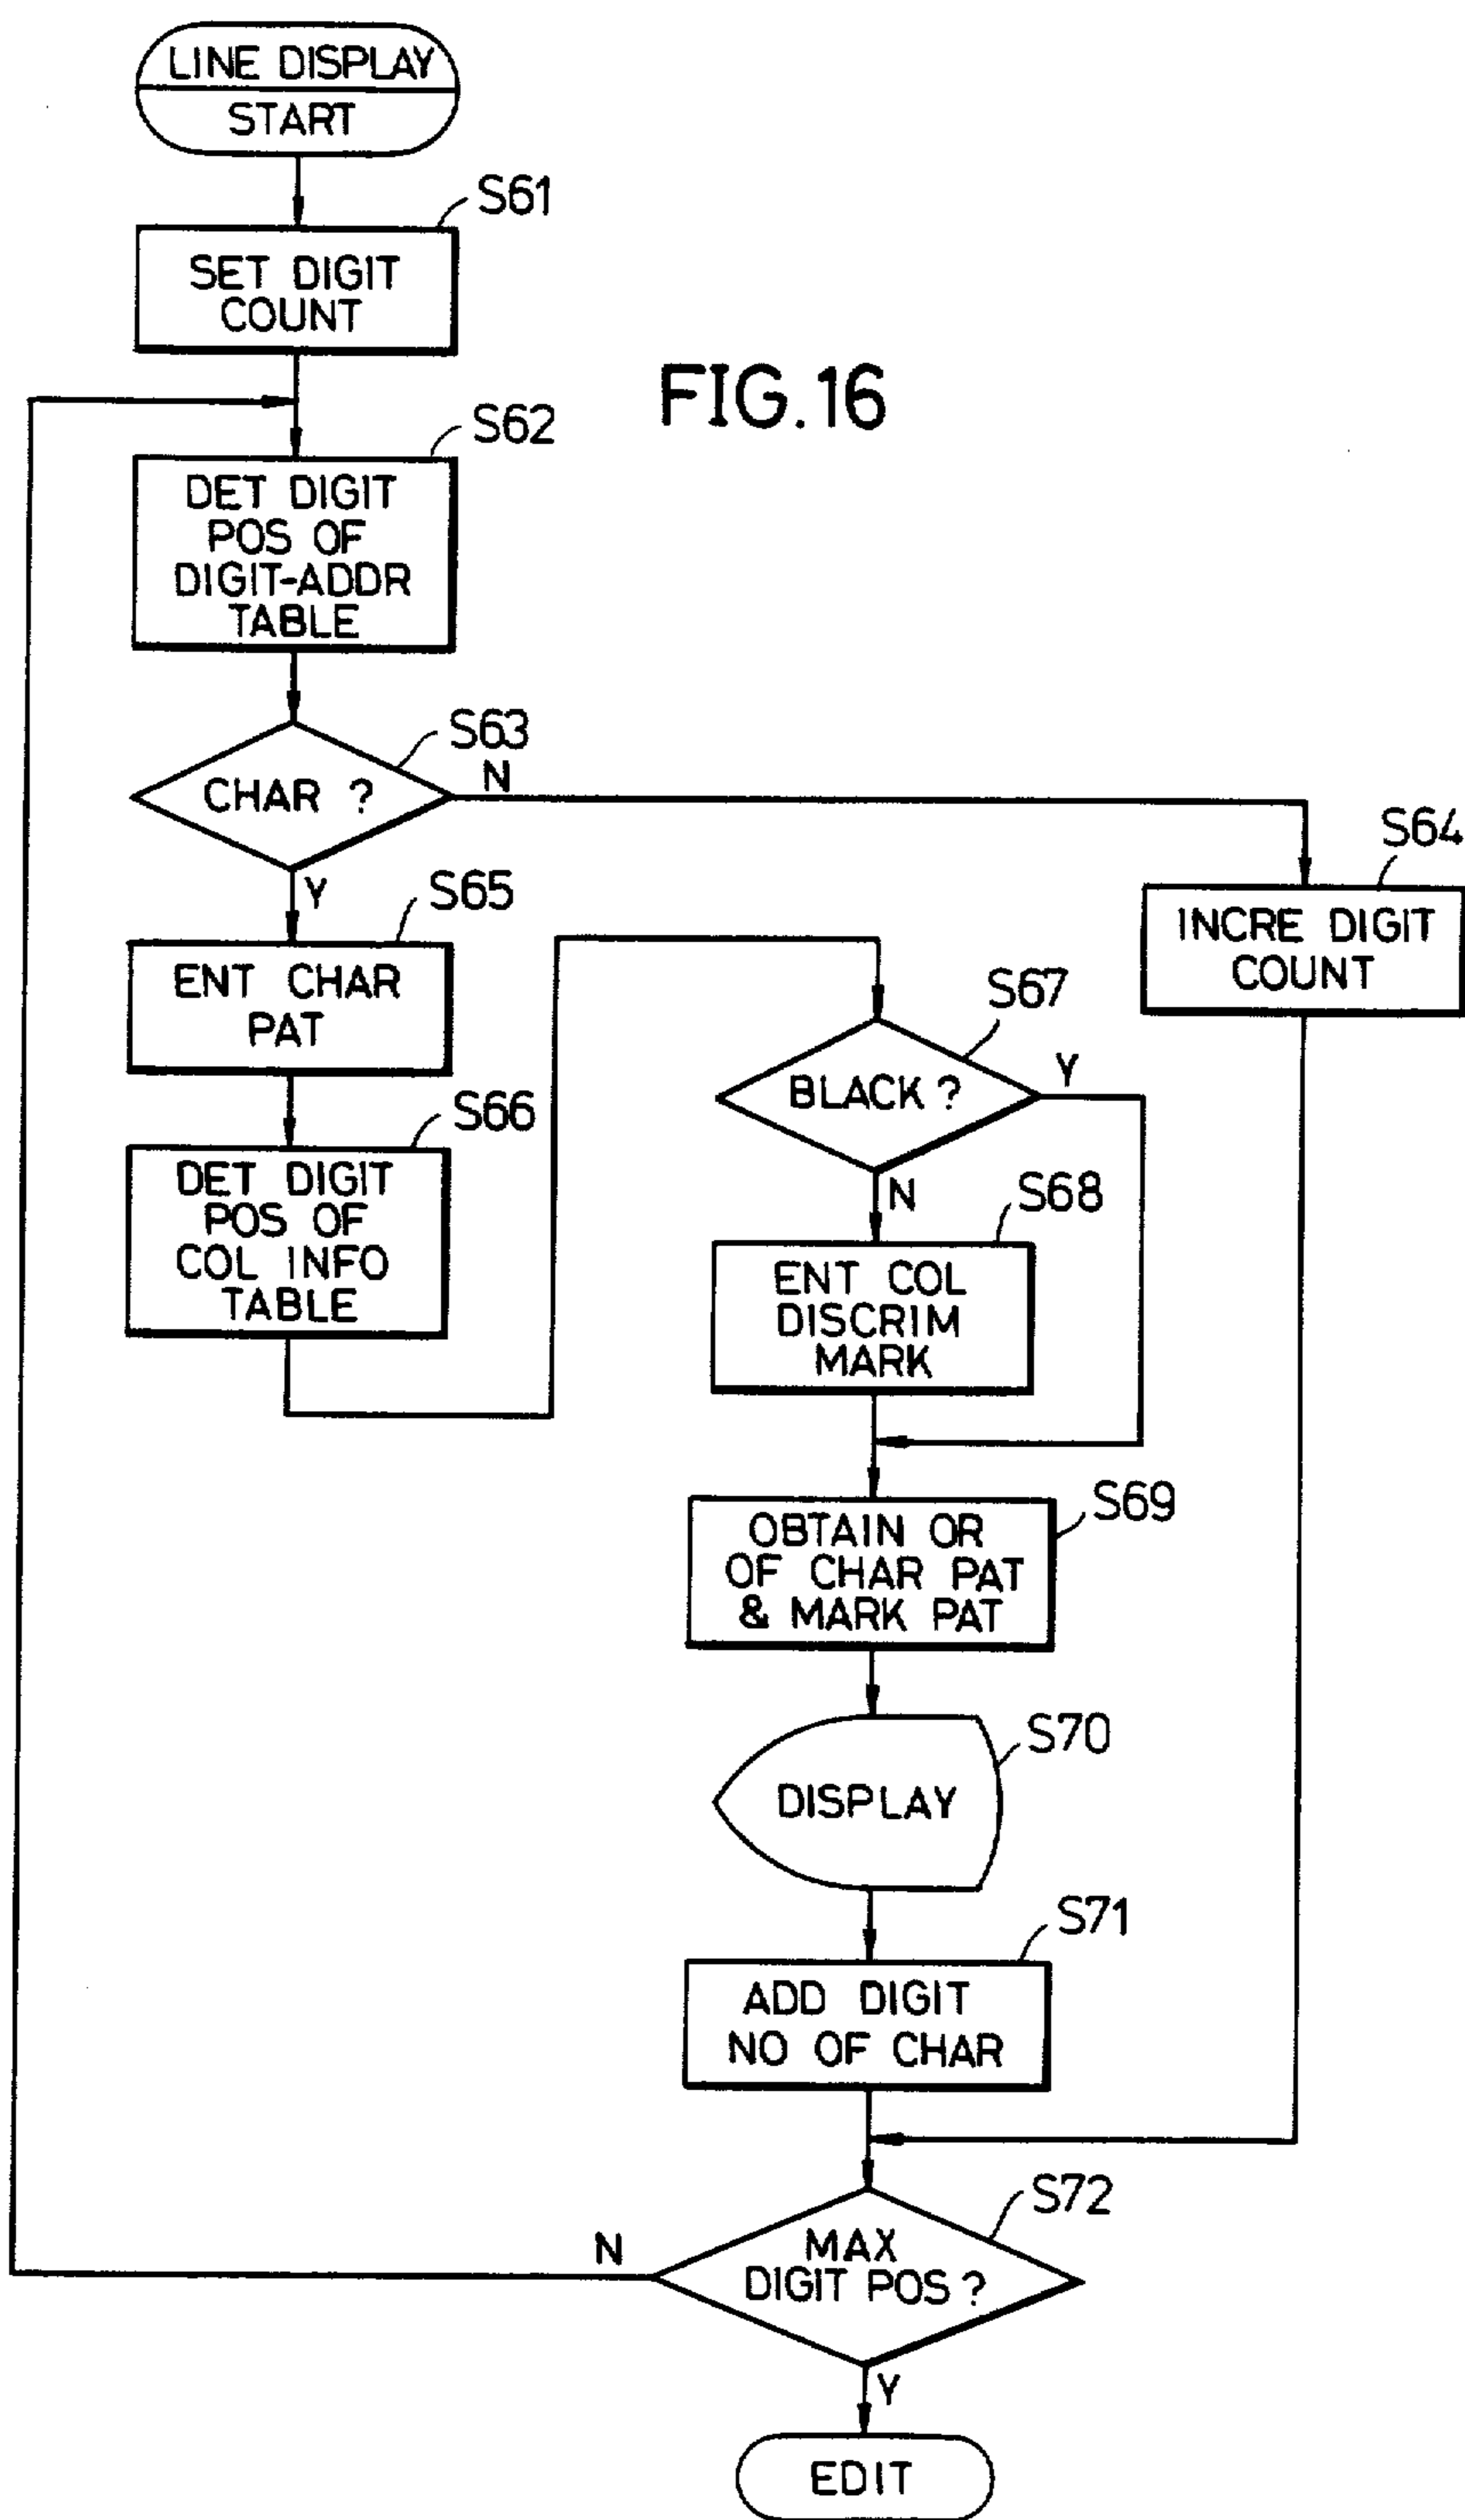 LINE DISPLAY
START
S61
SET DIGIT
COUNT
FIG.16
S62
DET DIGIT
POS OF
DIGIT-ADDR
TABLE
S63
CHAR ?
N
Y
S64
INCRE DIGIT
COUNT
S65
ENT CHAR
PAT
S66
DET DIGIT
POS OF
COL INFO
TABLE
S67
BLACK ?
Y
N
S68
ENT COL
DISCRIM
MARK
S69
OBTAIN OR
OF CHAR PAT
& MARK PAT
S70
DISPLAY
S71
ADD DIGIT
NO OF CHAR
S72
MAX
DIGIT POS ?
N
Y
EDIT